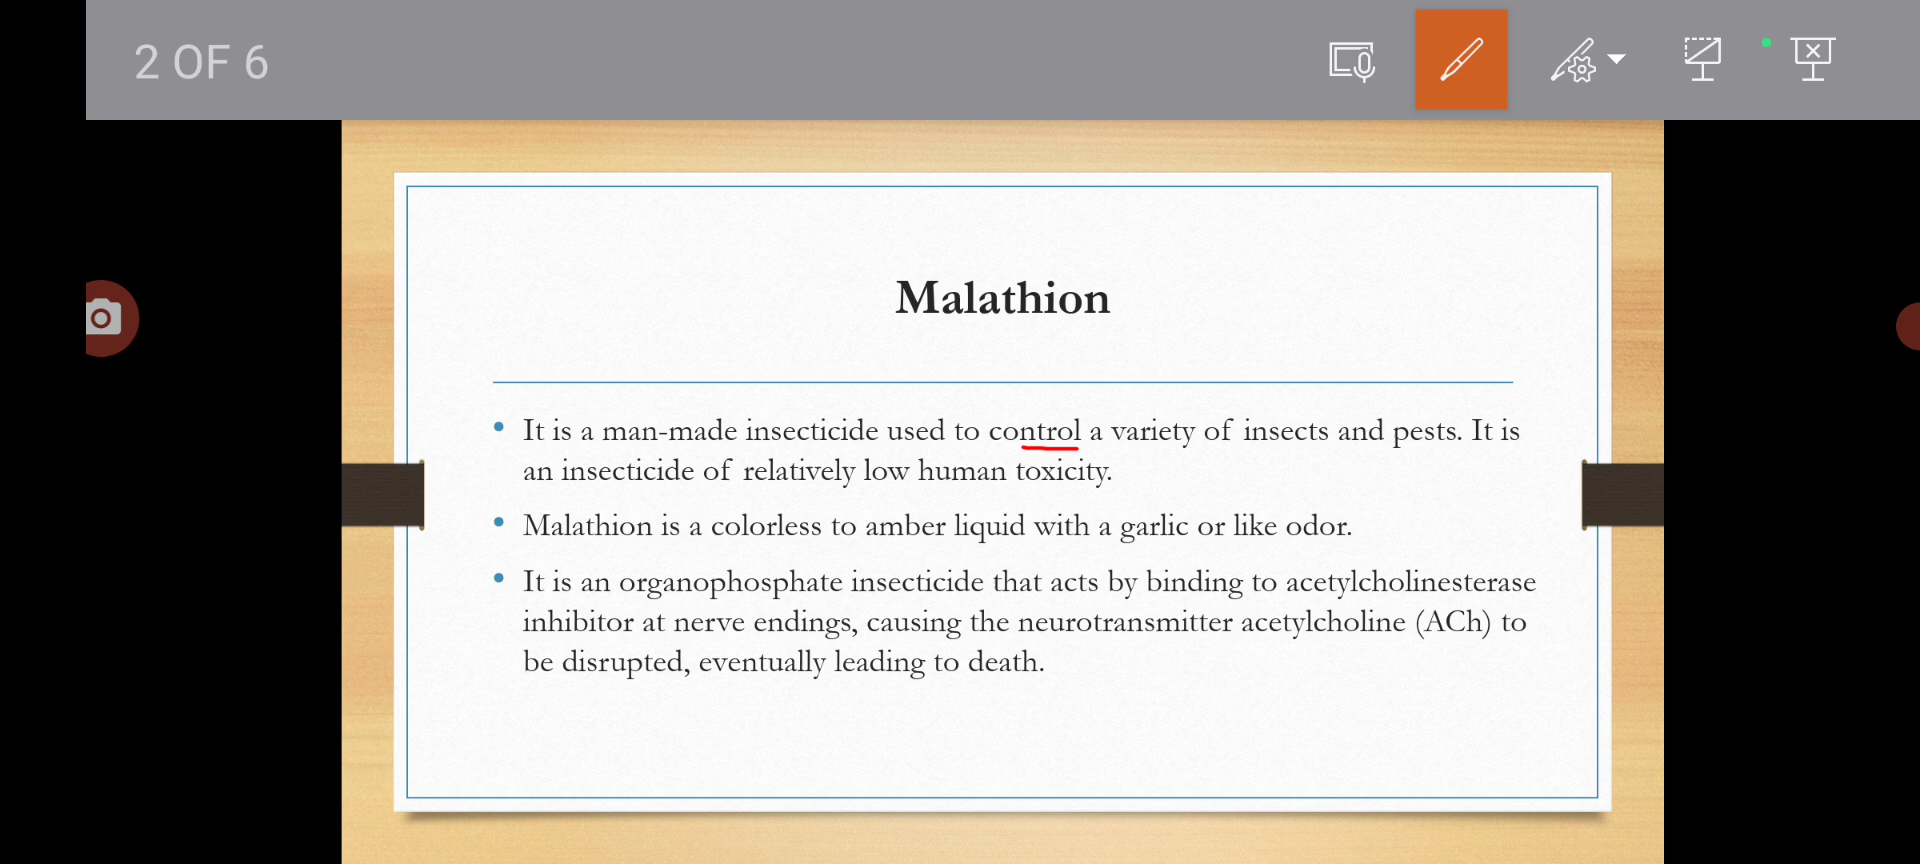 2 OF 6
Malathion
• It is a man-made insecticide used to control a variety of insects and pests. It is
an insecticide of relatively low human toxicity.
• Malathion is a colorless to amber liquid with a garlic or like odor.
• It is an organophosphate insecticide that acts by binding to acetylcholinesterase
inhibitor at nerve endings, causing the neurotransmitter acetylcholine (ACh) to
be disrupted, eventually leading to death.